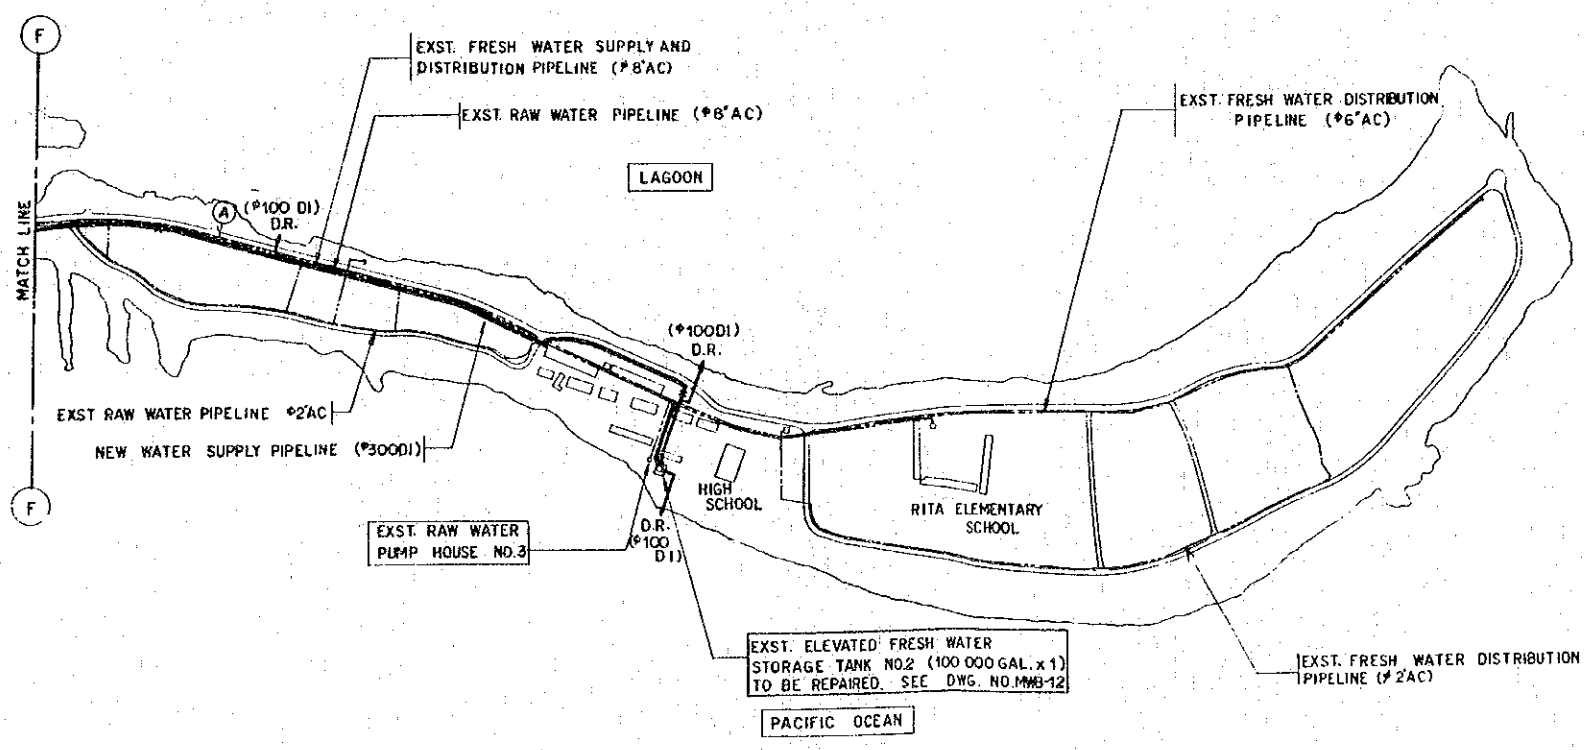 F
EXST. FRESH WATER SUPPLY AND
DISTRIBUTION PIPELINE (φ8"AC)
EXST. RAW WATER PIPELINE (φ8"AC)
EXST. FRESH WATER DISTRIBUTION
PIPELINE (φ6"AC)
LAGOON
MATCH LINE
A
(φ100 DI)
D.R.
(φ100DI)
D.R.
EXST RAW WATER PIPELINE φ2"AC
NEW WATER SUPPLY PIPELINE (φ300DI)
F
HIGH
SCHOOL
RITA ELEMENTARY
SCHOOL
EXST. RAW WATER
PUMP HOUSE NO.3
D.R.
(φ100
DI)
EXST. ELEVATED FRESH WATER
STORAGE TANK NO.2 (100 000 GAL. x 1)
TO BE REPAIRED. SEE DWG. NO.MWB-12
EXST. FRESH WATER DISTRIBUTION
PIPELINE (φ2"AC)
PACIFIC OCEAN